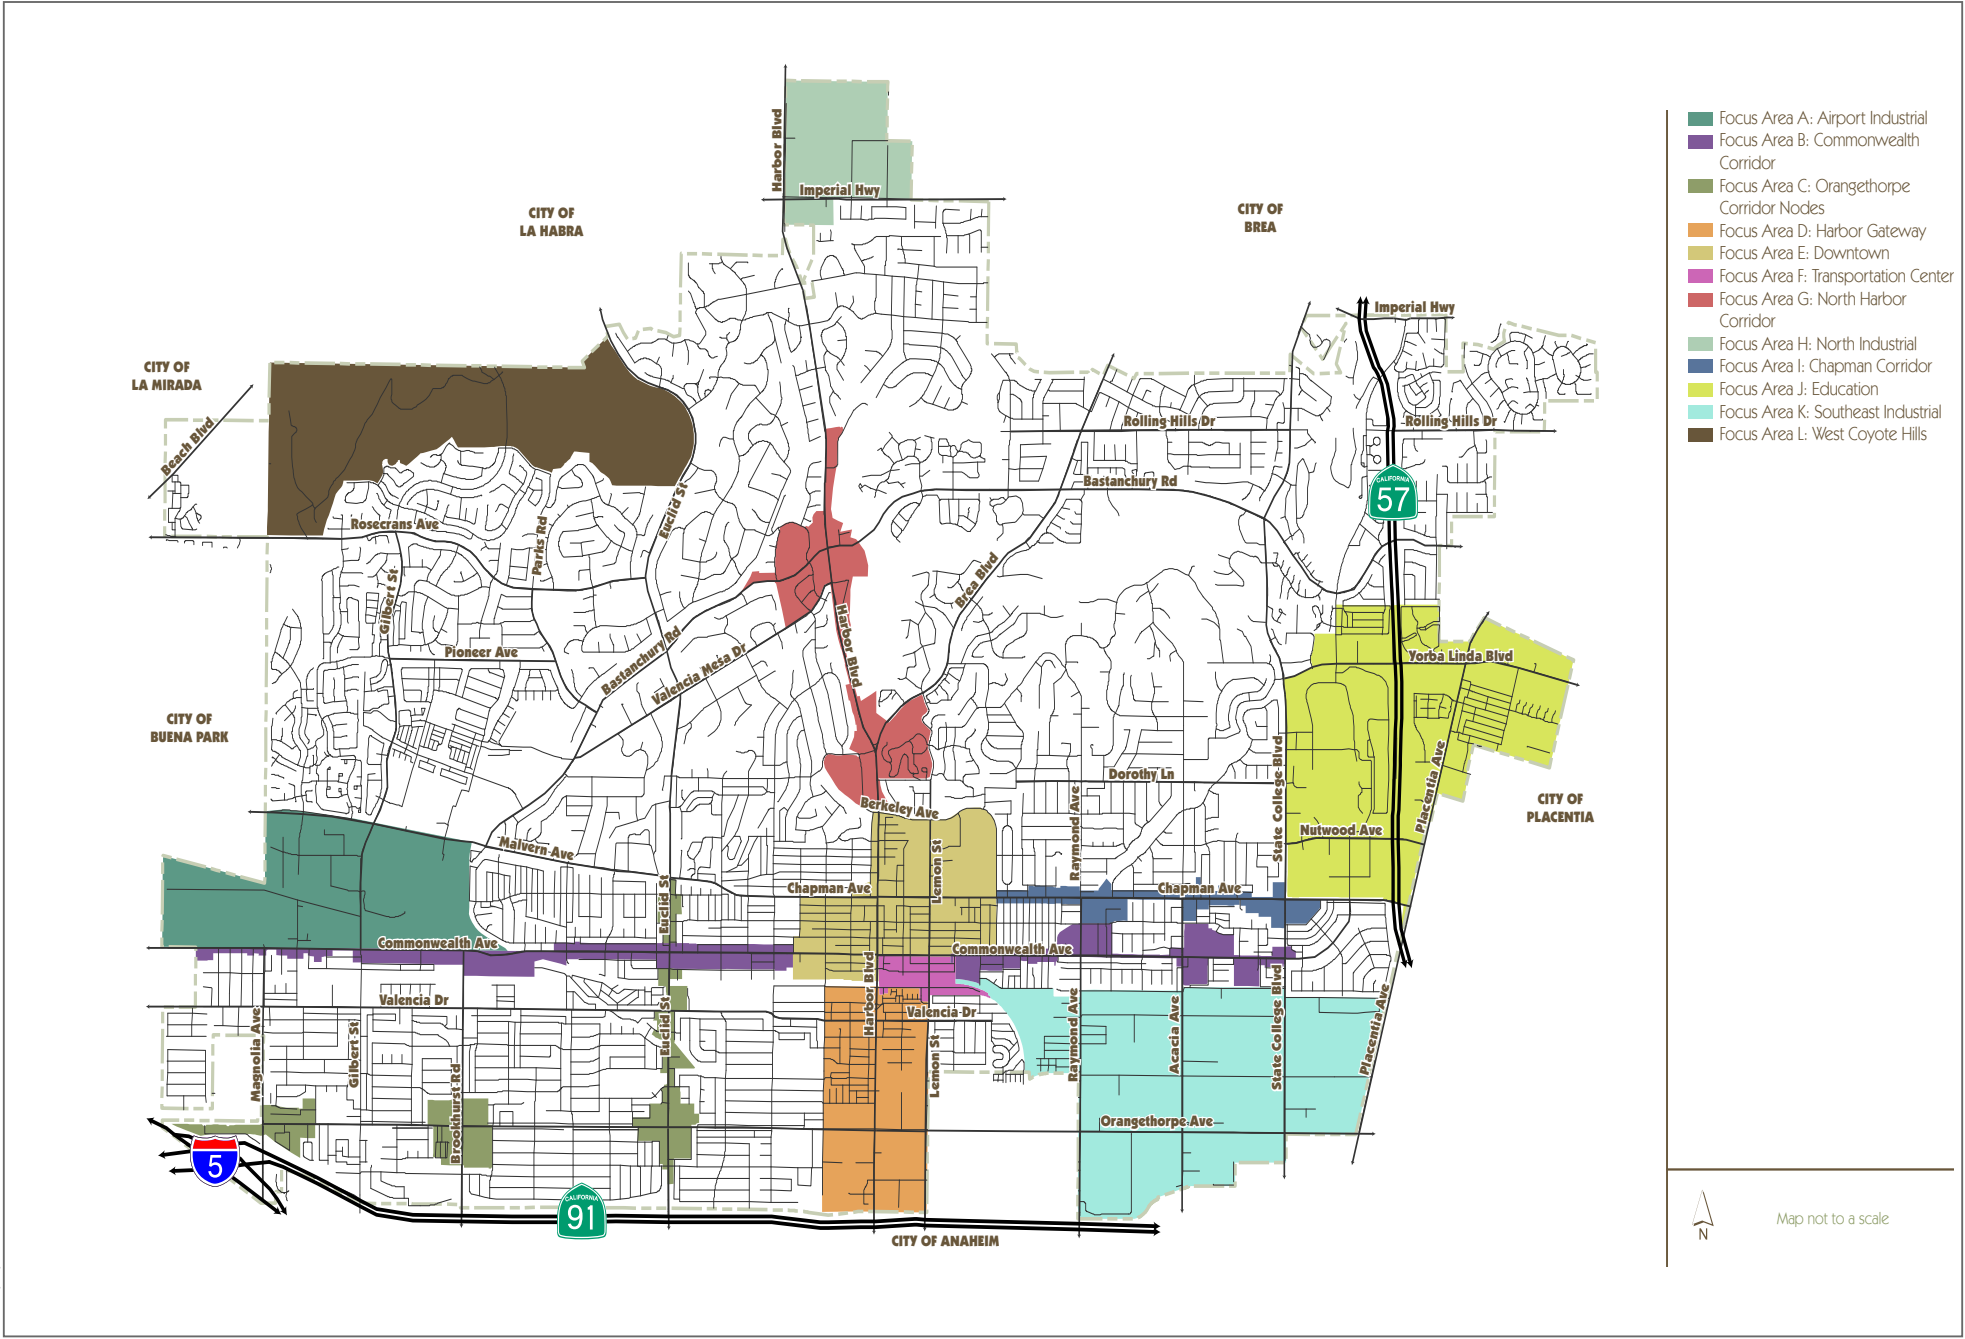 Harbor Blvd
Imperial Hwy
CITY OF
LA HABRA
CITY OF
BREA
Imperial Hwy
CITY OF
LA MIRADA
Beach Blvd
Rolling Hills Dr
Rolling Hills Dr
Bastanchury Rd
CALIFORNIA
57
Euclid St
Rosecrans Ave
Parks Rd
Gilbert St
Brea Blvd
Harbor Blvd
Pioneer Ave
Bastanchury Rd
Valencia Mesa Dr
Yorba Linda Blvd
CITY OF
BUENA PARK
Dorothy Ln
State College Blvd
Placentia Ave
CITY OF
PLACENTIA
Berkeley Ave
Raymond Ave
Nutwood Ave
Malvern Ave
Lemon St
Euclid St
Chapman Ave
Chapman Ave
Commonwealth Ave
Commonwealth Ave
Harbor Blvd
Valencia Dr
Valencia Dr
Magnolia Ave
Gilbert St
Euclid St
Brookhurst Rd
Lemon St
Raymond Ave
Acacia Ave
State College Blvd
Placentia Ave
Orangethorpe Ave
5
CALIFORNIA
91
CITY OF ANAHEIM
Focus Area A: Airport Industrial
Focus Area B: Commonwealth
Corridor
Focus Area C: Orangethorpe
Corridor Nodes
Focus Area D: Harbor Gateway
Focus Area E: Downtown
Focus Area F: Transportation Center
Focus Area G: North Harbor
Corridor
Focus Area H: North Industrial
Focus Area I: Chapman Corridor
Focus Area J: Education
Focus Area K: Southeast Industrial
Focus Area L: West Coyote Hills
N
Map not to a scale